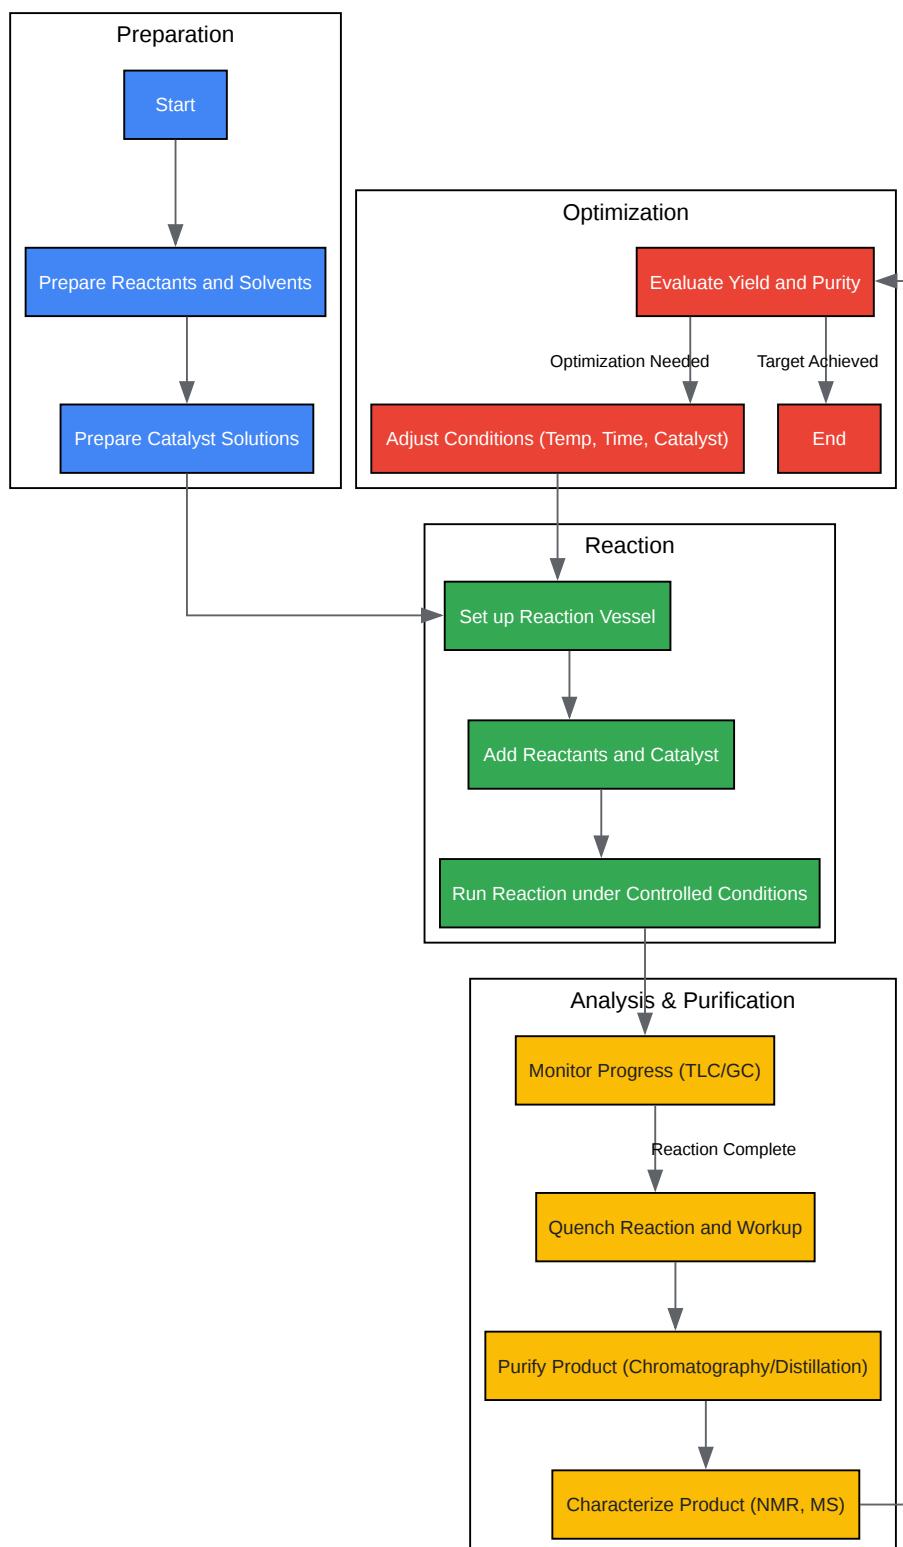 Preparation
Start
Prepare Reactants and Solvents
Prepare Catalyst Solutions
Optimization
Evaluate Yield and Purity
Optimization Needed
Target Achieved
Adjust Conditions (Temp, Time, Catalyst)
End
Reaction
Set up Reaction Vessel
Add Reactants and Catalyst
Run Reaction under Controlled Conditions
Analysis & Purification
Monitor Progress (TLC/GC)
Reaction Complete
Quench Reaction and Workup
Purify Product (Chromatography/Distillation)
Characterize Product (NMR, MS)